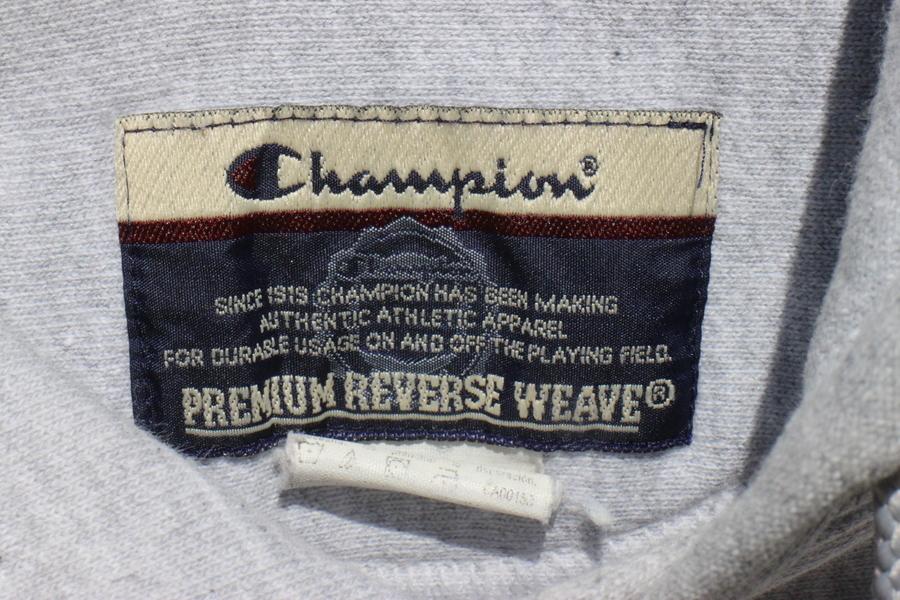 Champion®
Champion
SINCE 1919 CHAMPION HAS BEEN MAKING
AUTHENTIC ATHLETIC APPAREL
FOR DURABLE USAGE ON AND OFF THE PLAYING FIELD.
PREMIUM REVERSE WEAVE®